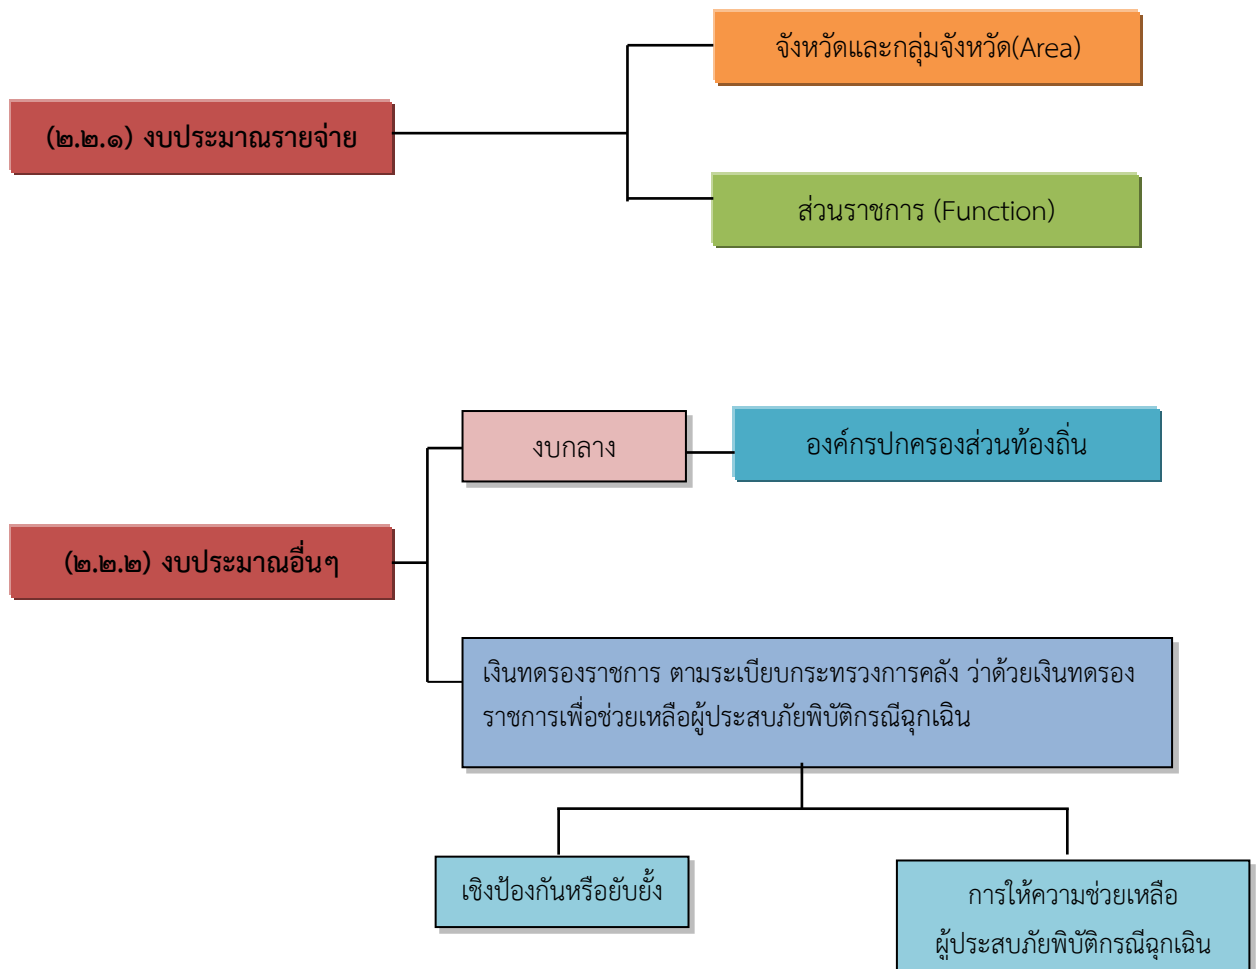 จังหวัดและกลุ่มจังหวัด(Area)
(๒.๒.๑) งบประมาณรายจ่าย
ส่วนราชการ (Function)
งบกลาง
องค์กรปกครองส่วนท้องถิ่น
(๒.๒.๒) งบประมาณอื่นๆ
เงินทดรองราชการ ตามระเบียบกระทรวงการคลัง ว่าด้วยเงินทดรอง
ราชการเพื่อช่วยเหลือผู้ประสบภัยพิบัติกรณีฉุกเฉิน
เชิงป้องกันหรือยับยั้ง
การให้ความช่วยเหลือ
ผู้ประสบภัยพิบัติกรณีฉุกเฉิน